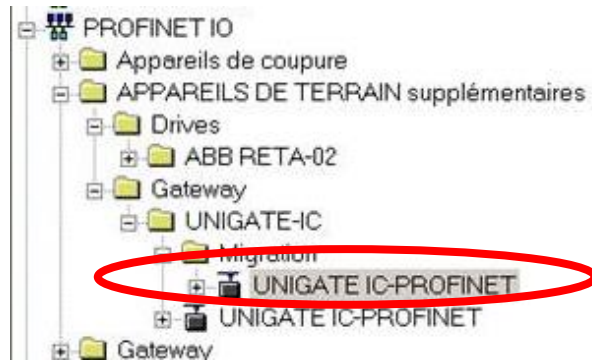 PROFINET IO
Appareils de coupure
APPAREILS DE TERRAIN supplémentaires
Drives
ABB RETA-02
Gateway
UNIGATE-IC
Migration
UNIGATE IC-PROFINET
UNIGATE IC-PROFINET
Gateway